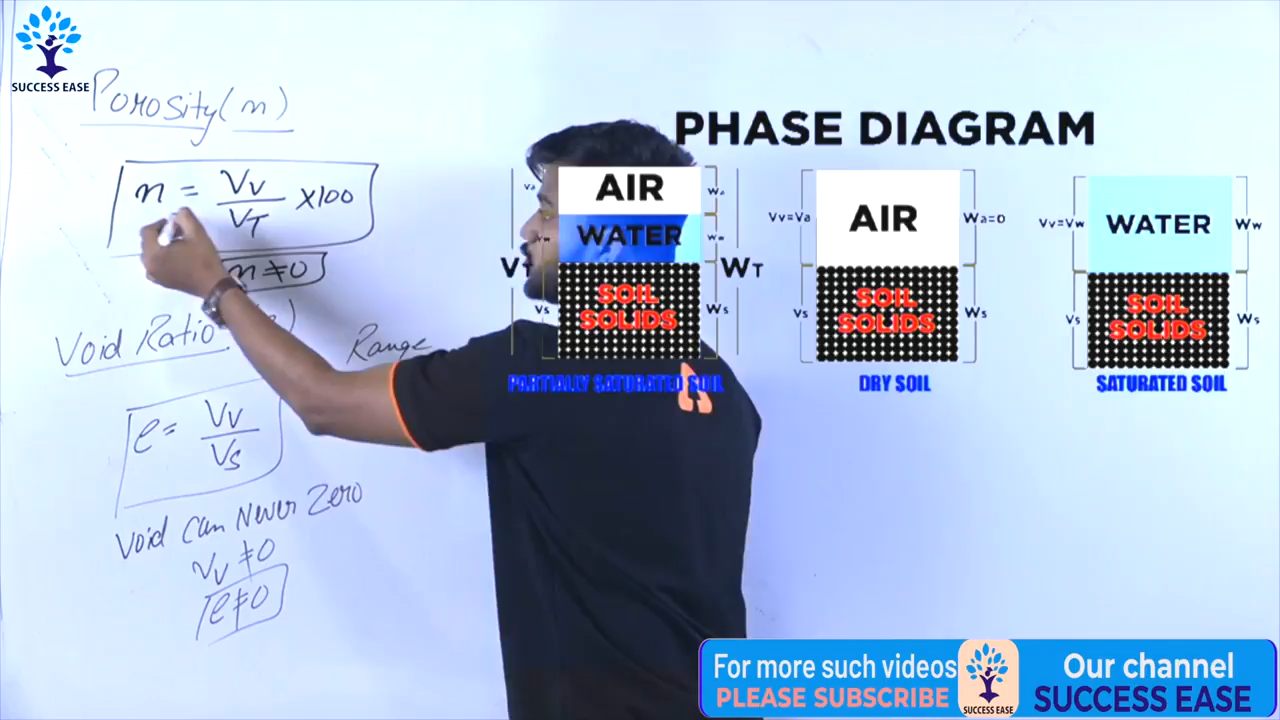 SUCCESS EASE
Porosity (n)
n = Vv / VT ×100
n ≠ 0
Void Ratio
Range
e = Vv / Vs
Void can Never Zero
Vv ≠ 0
e ≠ 0
PHASE DIAGRAM
AIR
WATER
SOIL
SOLIDS
VT
Vs
Wa
Ww
Ws
WT
PARTIALLY SATURATED SOIL
Vv=Va
Vs
AIR
SOIL
SOLIDS
Wa=0
Ws
DRY SOIL
Vv=Vw
Vs
WATER
SOIL
SOLIDS
Ww
Ws
SATURATED SOIL
For more such videos
PLEASE SUBSCRIBE
SUCCESS EASE
Our channel
SUCCESS EASE